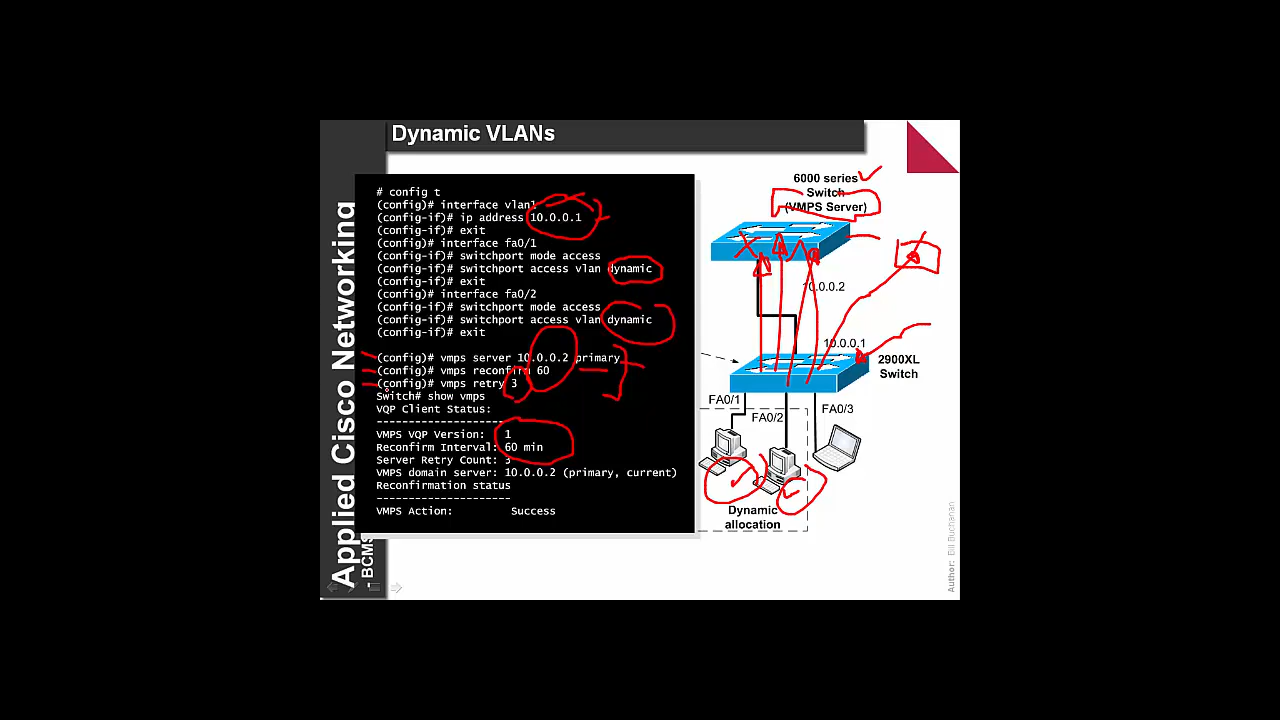 Dynamic VLANs
Applied Cisco Networking
BCMS
# config t
(config)# interface vlan1
(config-if)# ip address 10.0.0.1
(config-if)# exit
(config)# interface fa0/1
(config-if)# switchport mode access
(config-if)# switchport access vlan dynamic
(config-if)# exit
(config)# interface fa0/2
(config-if)# switchport mode access
(config-if)# switchport access vlan dynamic
(config-if)# exit
(config)# vmps server 10.0.0.2 primary
(config)# vmps reconfirm 60
(config)# vmps retry 3
Switch# show vmps
VQP Client Status:
--------------------
VMPS VQP Version: 1
Reconfirm Interval: 60 min
Server Retry Count: 3
VMPS domain server: 10.0.0.2 (primary, current)
Reconfirmation status
---------------------
VMPS Action: Success
6000 series
Switch
(VMPS Server)
10.0.0.2
10.0.0.1
2900XL
Switch
FA0/1
FA0/2
FA0/3
Dynamic
allocation
Author: Bill Buchanan